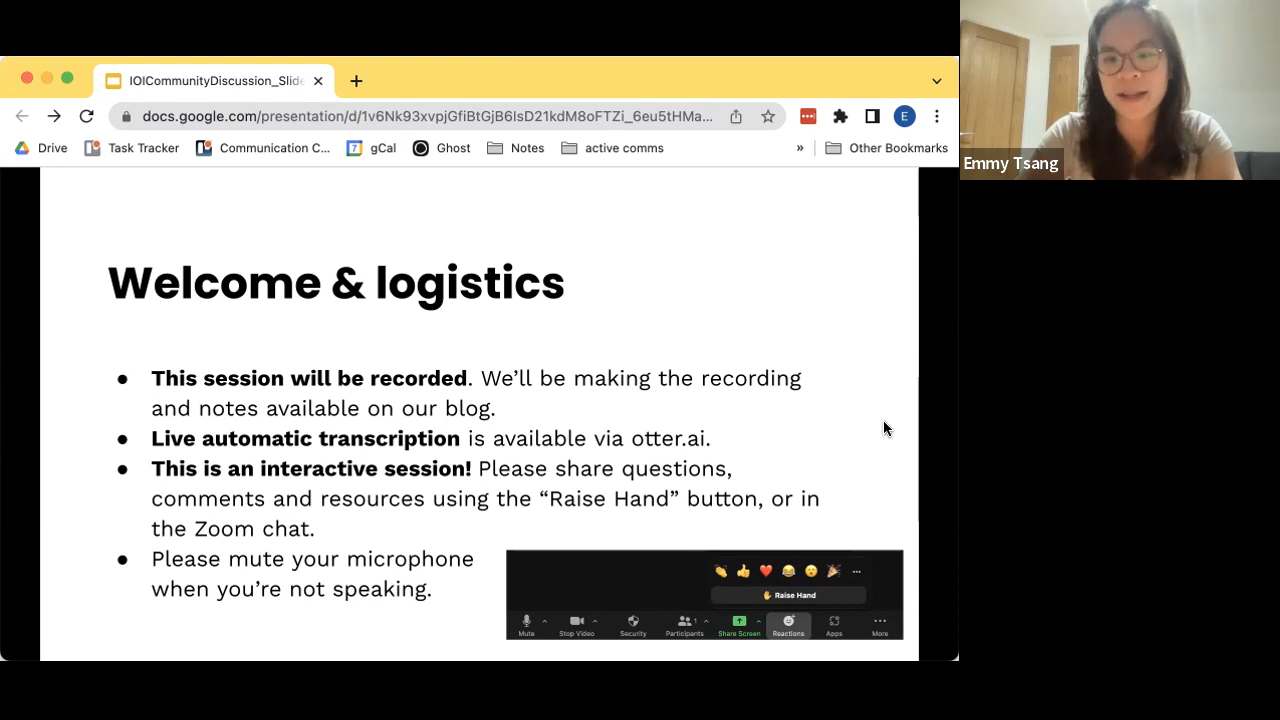 IOICommunityDiscussion_Slide
docs.google.com/presentation/d/1v6Nk93xvpjGfiBtGjB6lsD21kdM8oFTZi_6eu5tHMa...
E
Drive
Task Tracker
Communication C...
7
gCal
Ghost
Notes
active comms
»
Other Bookmarks
Emmy Tsang
Welcome & logistics
● This session will be recorded. We’ll be making the recording
and notes available on our blog.
● Live automatic transcription is available via otter.ai.
● This is an interactive session! Please share questions,
comments and resources using the “Raise Hand” button, or in
the Zoom chat.
● Please mute your microphone
when you’re not speaking.
Raise Hand
Mute
Stop Video
Security
Participants
1
Share Screen
Reactions
Apps
More